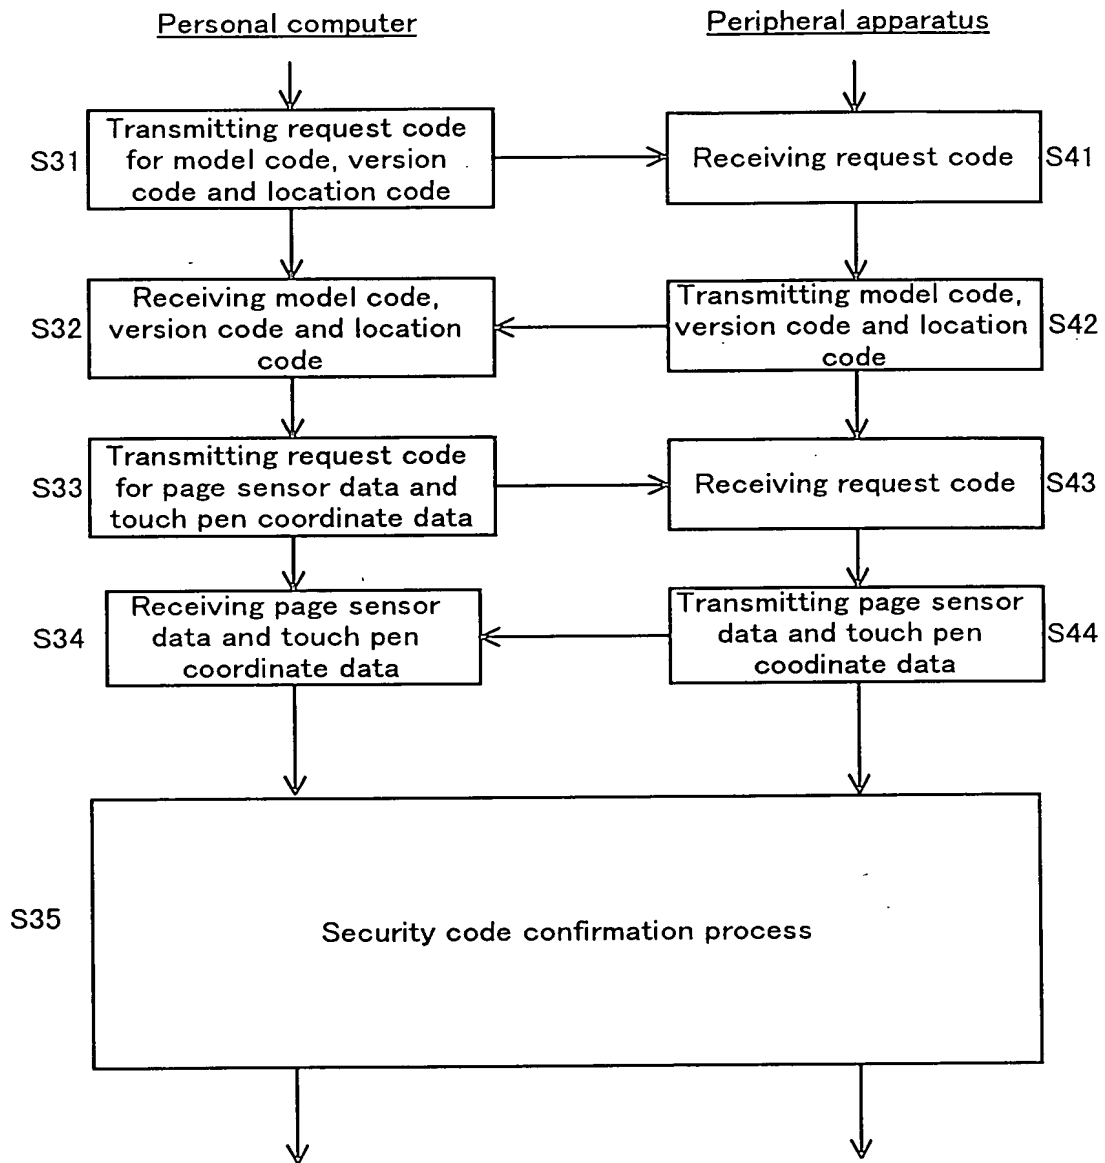 Personal computer
Peripheral apparatus
S31
Transmitting request code
for model code, version
code and location code
Receiving request code
S41
S32
Receiving model code,
version code and location
code
Transmitting model code,
version code and location
code
S42
S33
Transmitting request code
for page sensor data and
touch pen coordinate data
Receiving request code
S43
S34
Receiving page sensor
data and touch pen
coordinate data
Transmitting page sensor
data and touch pen
coodinate data
S44
S35
Security code confirmation process